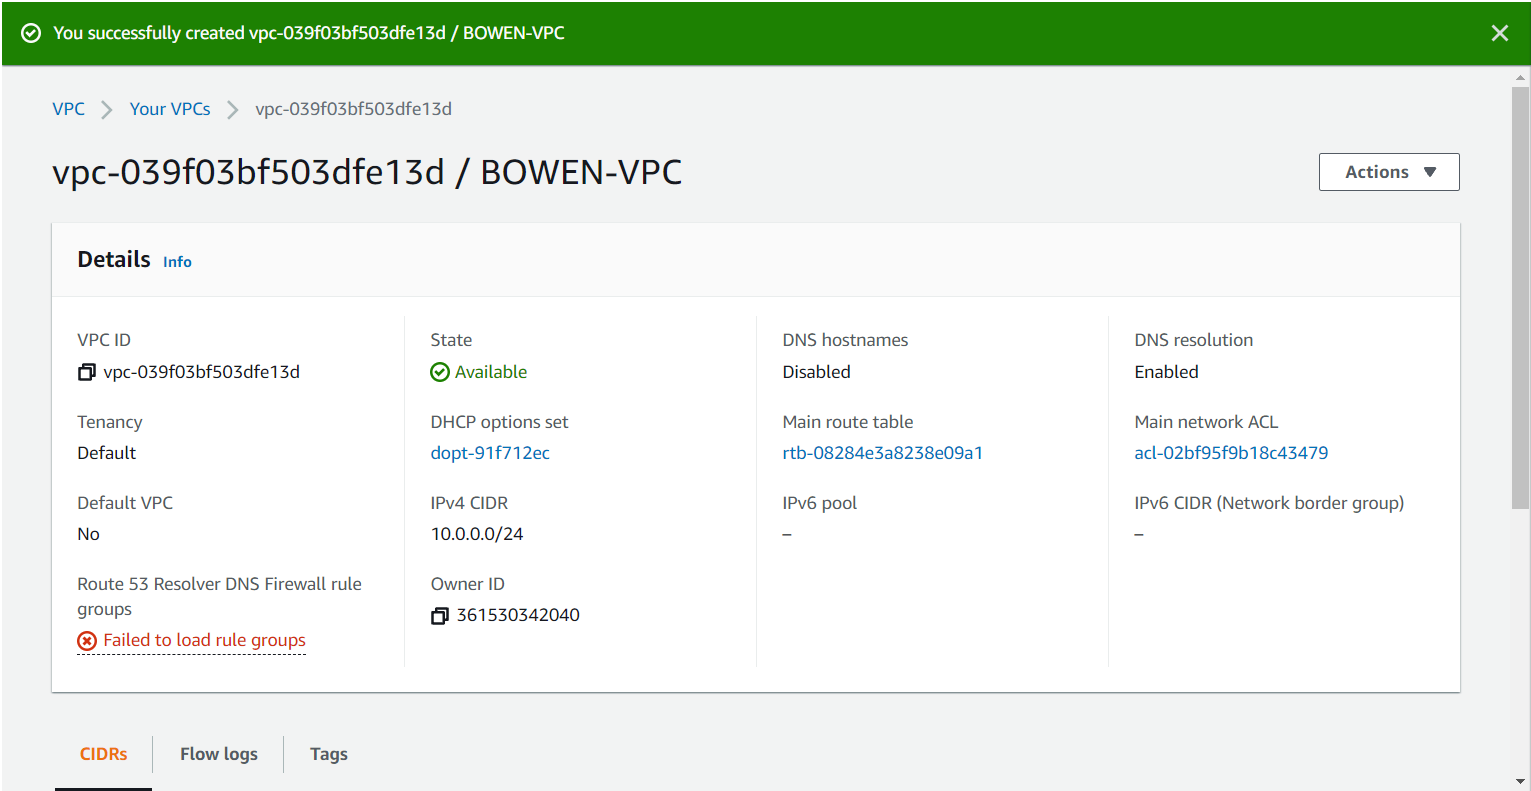 You successfully created vpc-039f03bf503dfe13d / BOWEN-VPC
VPC
Your VPCs
vpc-039f03bf503dfe13d
vpc-039f03bf503dfe13d / BOWEN-VPC
Actions
Details Info
VPC ID
vpc-039f03bf503dfe13d
State
Available
DNS hostnames
Disabled
DNS resolution
Enabled
Tenancy
Default
DHCP options set
dopt-91f712ec
Main route table
rtb-08284e3a8238e09a1
Main network ACL
acl-02bf95f9b18c43479
Default VPC
No
IPv4 CIDR
10.0.0.0/24
IPv6 pool
–
IPv6 CIDR (Network border group)
–
Route 53 Resolver DNS Firewall rule
groups
Failed to load rule groups
Owner ID
361530342040
CIDRs
Flow logs
Tags